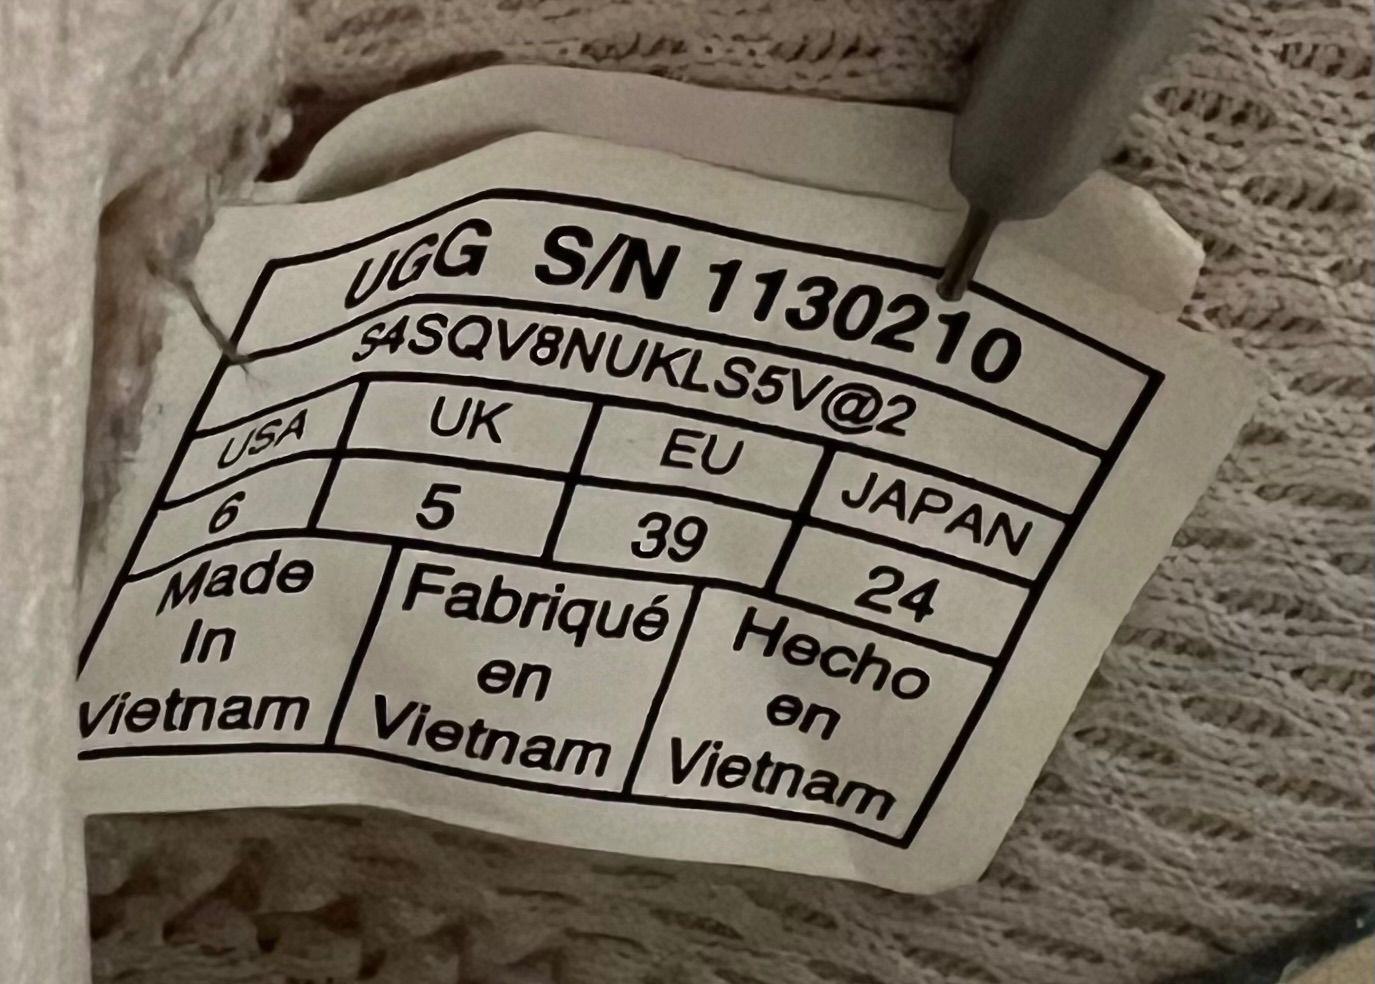 UGG S/N 1130210
S4SQV8NUKLS5V@2
USA UK EU JAPAN
6 5 39 24
Made
In
Vietnam
Fabriqué
en
Vietnam
Hecho
en
Vietnam